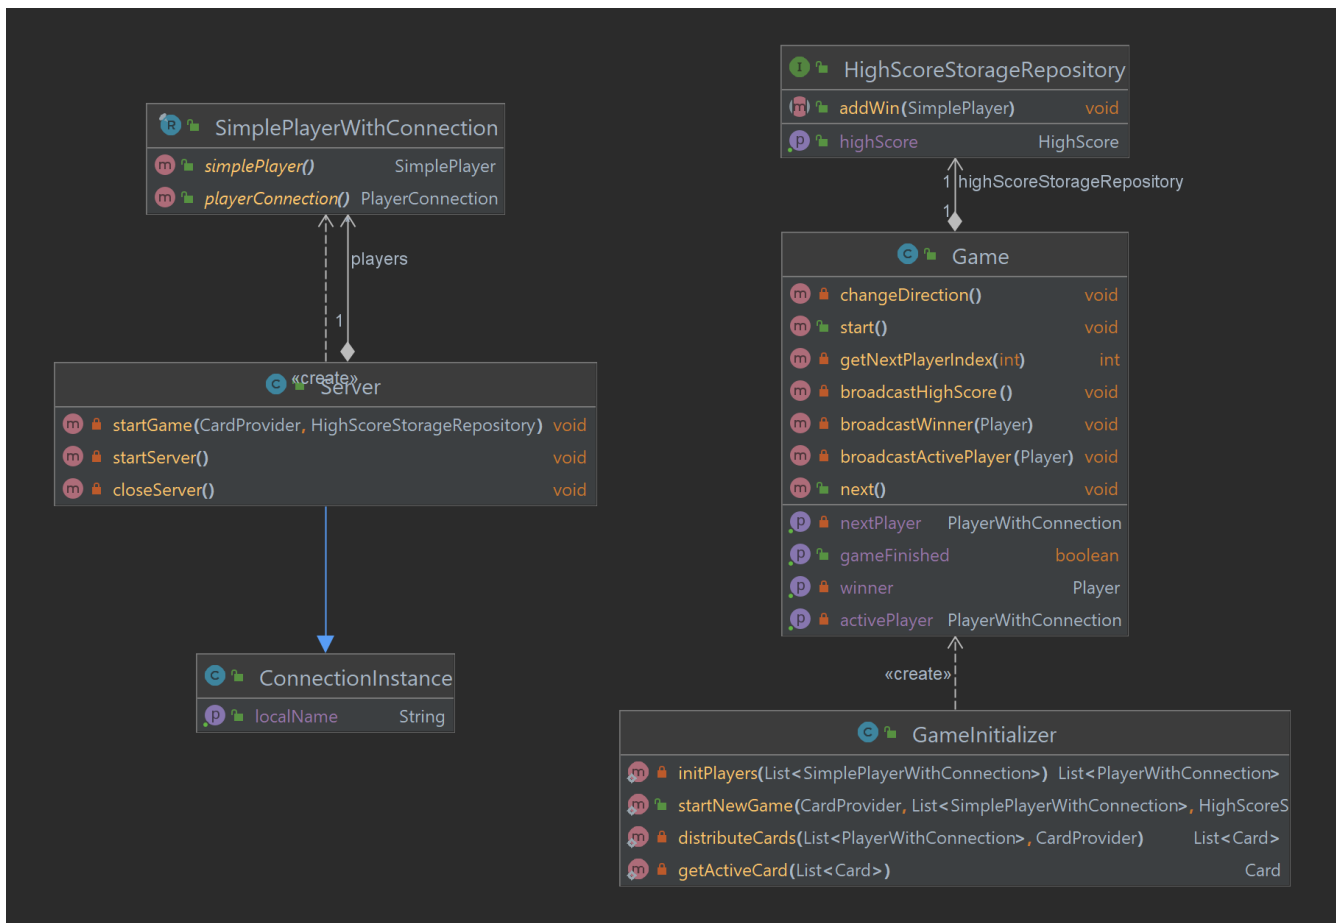 SimplePlayerWithConnection
simplePlayer() SimplePlayer
playerConnection() PlayerConnection
players
1
«create»
Server
startGame(CardProvider, HighScoreStorageRepository) void
startServer() void
closeServer() void
ConnectionInstance
localName String
HighScoreStorageRepository
addWin(SimplePlayer) void
highScore HighScore
1 highScoreStorageRepository
1
Game
changeDirection() void
start() void
getNextPlayerIndex(int) int
broadcastHighScore() void
broadcastWinner(Player) void
broadcastActivePlayer(Player) void
next() void
nextPlayer PlayerWithConnection
gameFinished boolean
winner Player
activePlayer PlayerWithConnection
«create»
GameInitializer
initPlayers(List<SimplePlayerWithConnection>) List<PlayerWithConnection>
startNewGame(CardProvider, List<SimplePlayerWithConnection>, HighScoreS
distributeCards(List<PlayerWithConnection>, CardProvider) List<Card>
getActiveCard(List<Card>) Card